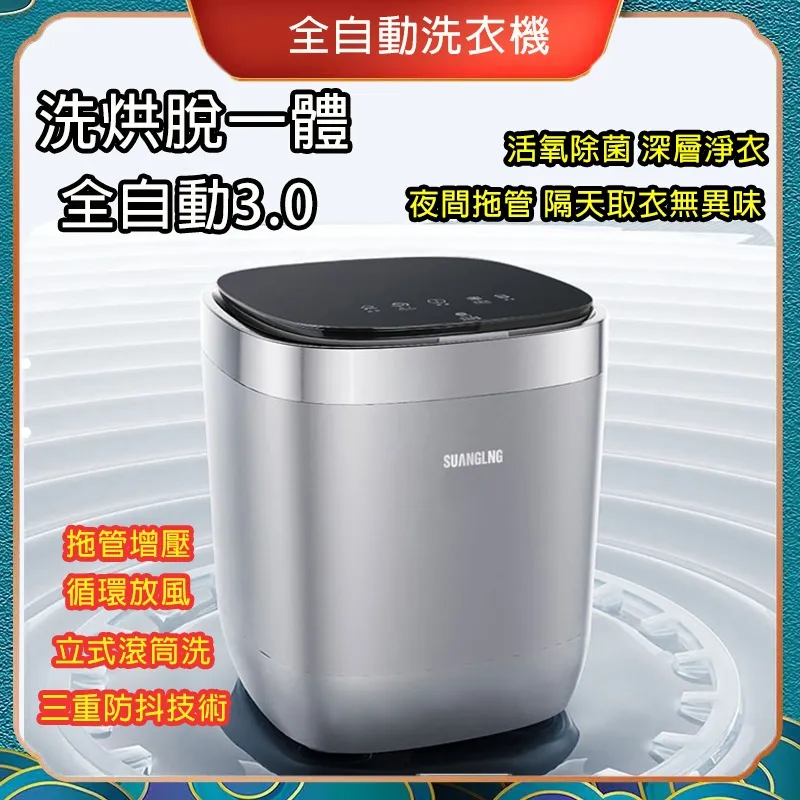 全自動洗衣機
洗烘脫一體
全自動3.0
活氧除菌 深層淨衣
夜間拖管 隔天取衣無異味
SUANGLNG
拖管增壓
循環放風
立式滾筒洗
三重防抖技術